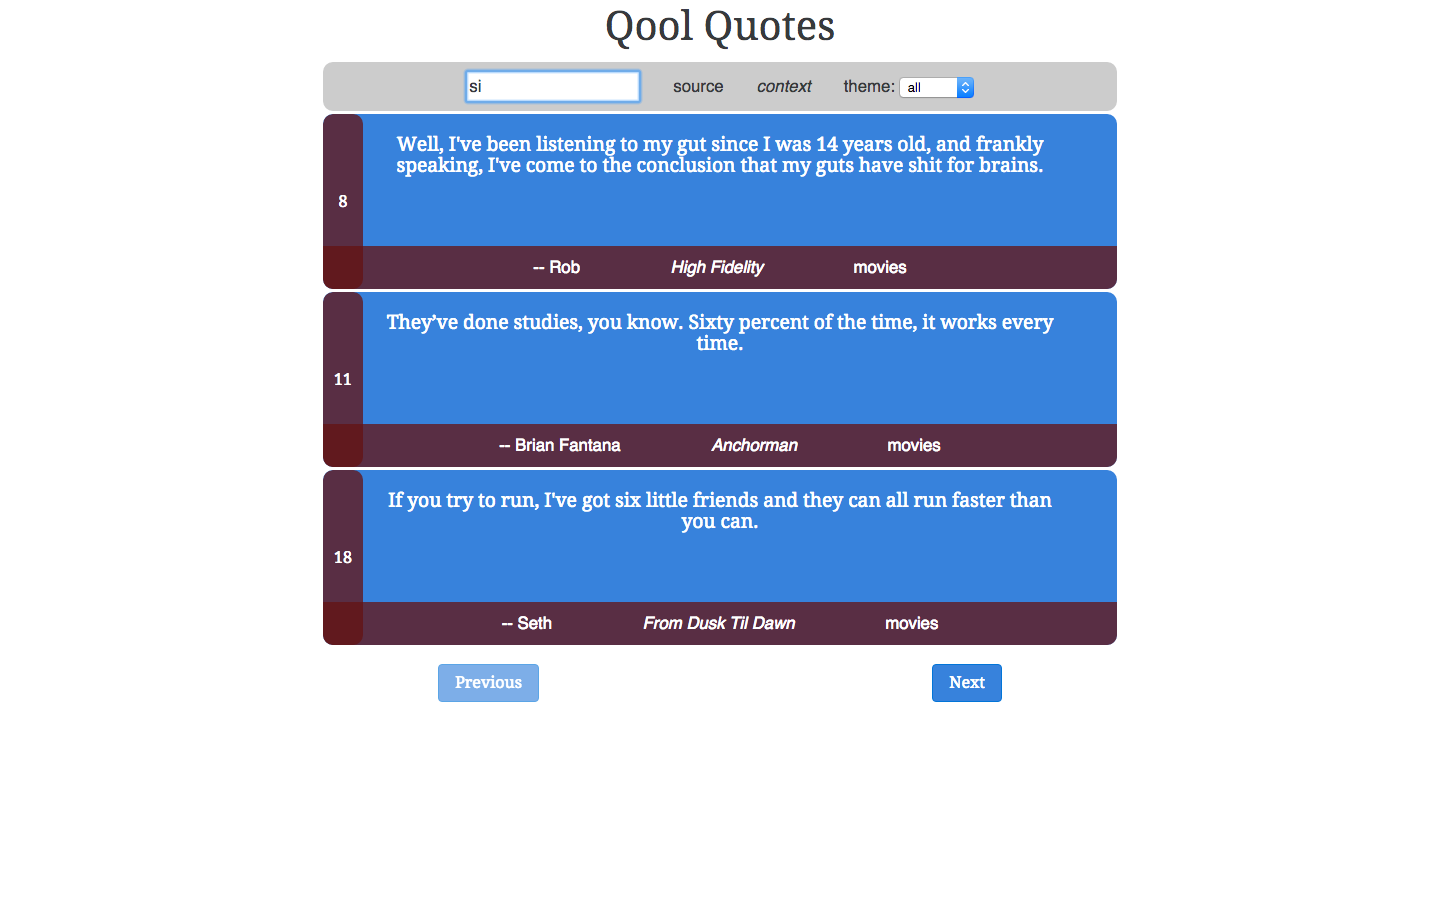 Qool Quotes
si source context theme: all
Well, I've been listening to my gut since I was 14 years old, and frankly
speaking, I've come to the conclusion that my guts have shit for brains.
8
-- Rob High Fidelity movies
They’ve done studies, you know. Sixty percent of the time, it works every
time.
11
-- Brian Fantana Anchorman movies
If you try to run, I've got six little friends and they can all run faster than
you can.
18
-- Seth From Dusk Til Dawn movies
Previous Next